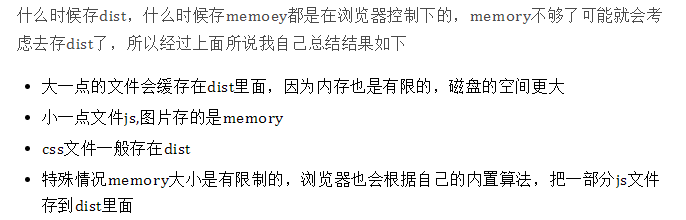 什么时候存dist，什么时候存memoey都是在浏览器控制下的，memory不够了可能就会考
虑去存dist了，所以经过上面所说我自己总结结果如下
• 大一点的文件会缓存在dist里面，因为内存也是有限的，磁盘的空间更大
• 小一点文件js,图片存的是memory
• css文件一般存在dist
• 特殊情况memory大小是有限制的，浏览器也会根据自己的内置算法，把一部分js文件
存到dist里面